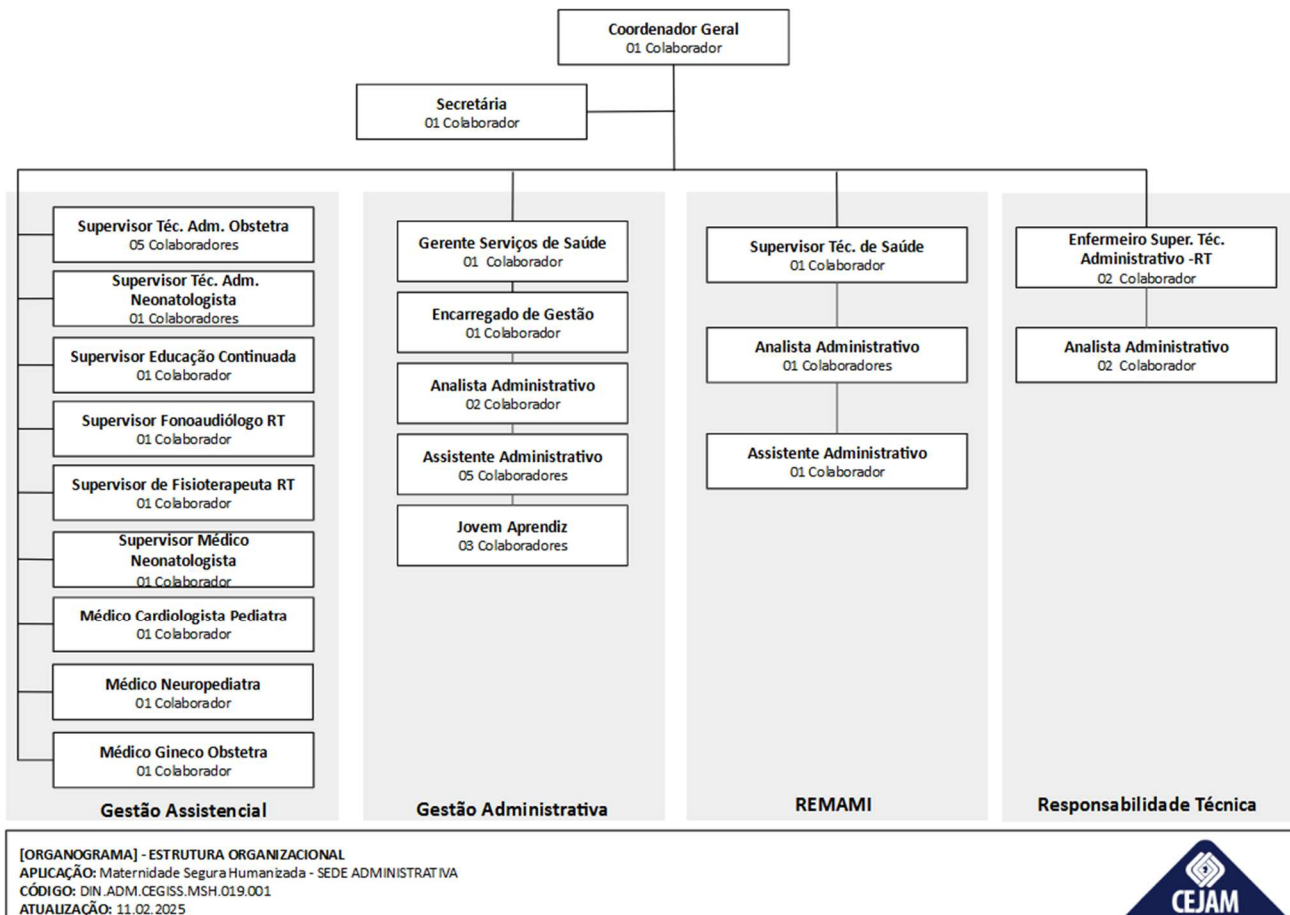 Coordenador Geral
01 Colaborador
Secretária
01 Colaborador
Supervisor Téc. Adm. Obstetra
05 Colaboradores
Supervisor Téc. Adm.
Neonatologista
01 Colaboradores
Supervisor Educação Continuada
01 Colaborador
Supervisor Fonoaudiólogo RT
01 Colaborador
Supervisor de Fisioterapeuta RT
01 Colaborador
Supervisor Médico
Neonatologista
01 Colaborador
Médico Cardiologista Pediatra
01 Colaborador
Médico Neuropediatra
01 Colaborador
Médico Gineco Obstetra
01 Colaborador
Gestão Assistencial
Gerente Serviços de Saúde
01 Colaborador
Encarregado de Gestão
01 Colaborador
Analista Administrativo
02 Colaborador
Assistente Administrativo
05 Colaboradores
Jovem Aprendiz
03 Colaboradores
Gestão Administrativa
Supervisor Téc. de Saúde
01 Colaborador
Analista Administrativo
01 Colaboradores
Assistente Administrativo
01 Colaborador
REMAMI
Enfermeiro Super. Téc.
Administrativo -RT
02 Colaborador
Analista Administrativo
02 Colaborador
Responsabilidade Técnica
[ORGANOGRAMA] - ESTRUTURA ORGANIZACIONAL
APLICAÇÃO: Maternidade Segura Humanizada - SEDE ADMINISTRATIVA
CÓDIGO: DIN.ADM.CEGISS.MSH.019.001
ATUALIZAÇÃO: 11.02.2025
CEJAM